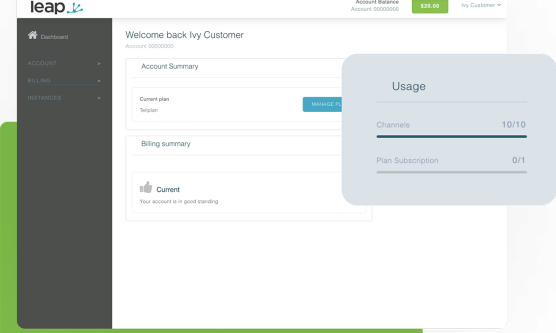 leap
Account Balance
Account 00000000
$20.00
Ivy Customer
Dashboard
Welcome back Ivy Customer
Account 00000000
ACCOUNT
BILLING
INSTANCES
Account Summary
Current plan
Teliplan
MANAGE PL
Usage
Channels 10/10
Plan Subscription 0/1
Billing summary
Current
Your account is in good standing